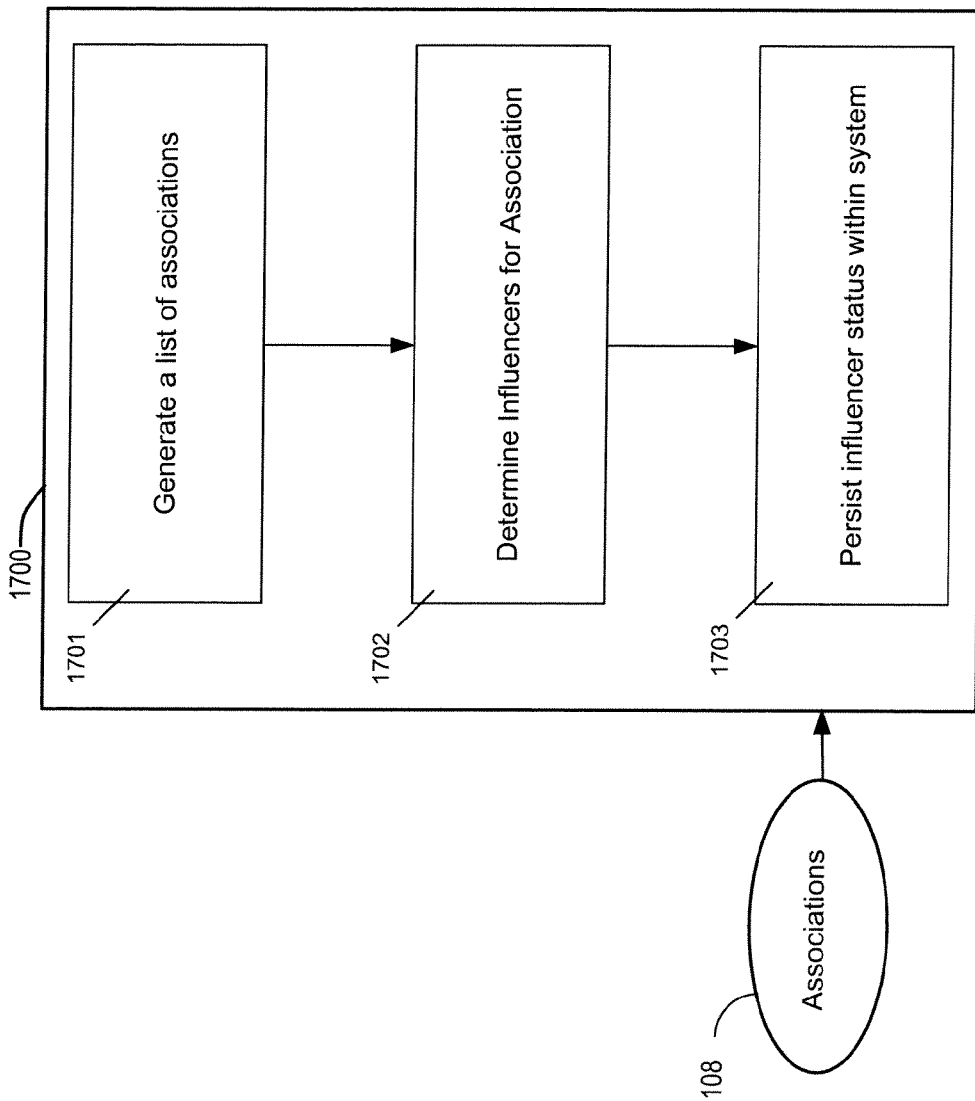 1700
1701
Generate a list of associations
1702
Determine Influencers for Association
1703
Persist influencer status within system
108
Associations